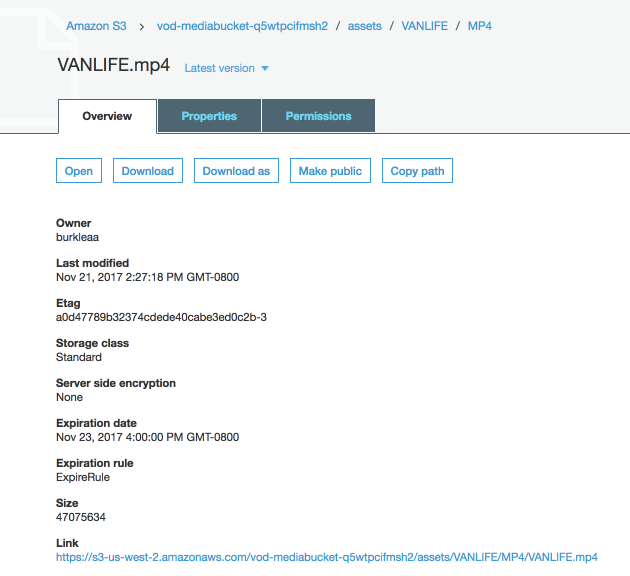 Amazon S3 > vod-mediabucket-q5wtpcifmsh2 / assets / VANLIFE / MP4
VANLIFE.mp4 Latest version
Overview Properties Permissions
Open Download Download as Make public Copy path
Owner
burkleaa
Last modified
Nov 21, 2017 2:27:18 PM GMT-0800
Etag
a0d47789b32374cdede40cabe3ed0c2b-3
Storage class
Standard
Server side encryption
None
Expiration date
Nov 23, 2017 4:00:00 PM GMT-0800
Expiration rule
ExpireRule
Size
47075634
Link
https://s3-us-west-2.amazonaws.com/vod-mediabucket-q5wtpcifmsh2/assets/VANLIFE/MP4/VANLIFE.mp4